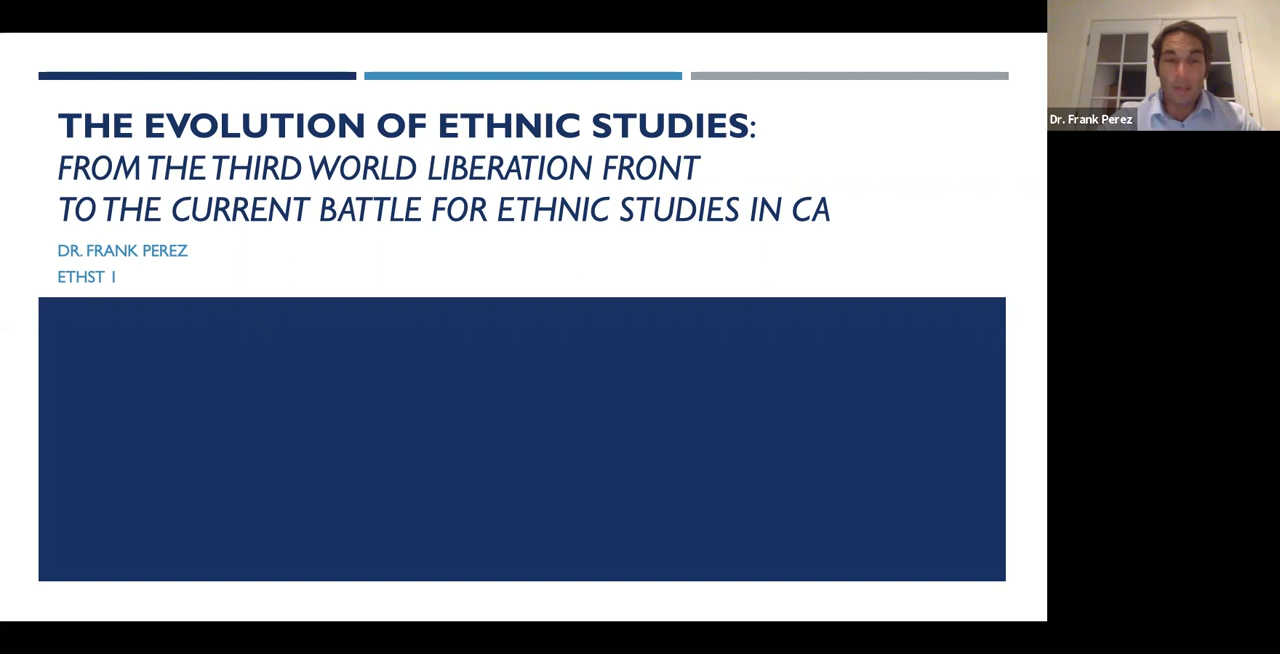 THE EVOLUTION OF ETHNIC STUDIES:
FROM THE THIRD WORLD LIBERATION FRONT
TO THE CURRENT BATTLE FOR ETHNIC STUDIES IN CA
DR. FRANK PEREZ
ETHST 1
Dr. Frank Perez